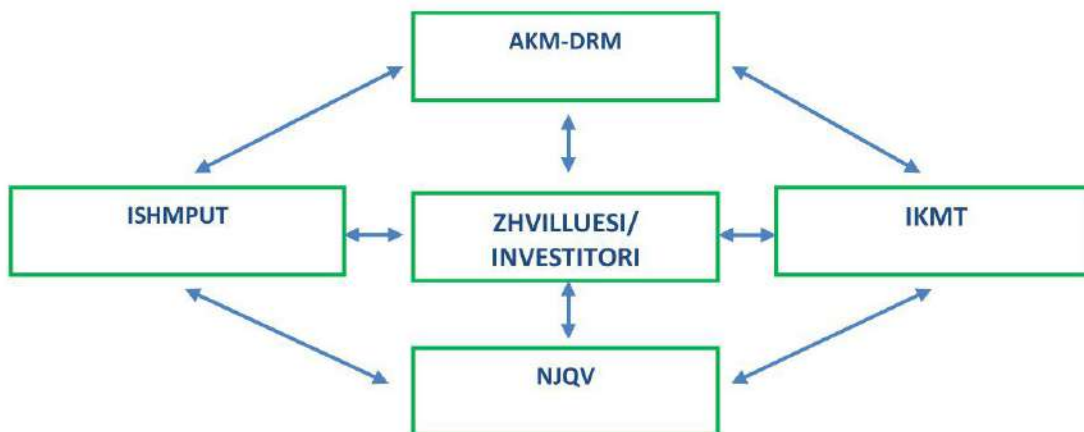 AKM-DRM
ISHMPUT
ZHVILLUESI/
INVESTITORI
IKMT
NJQV